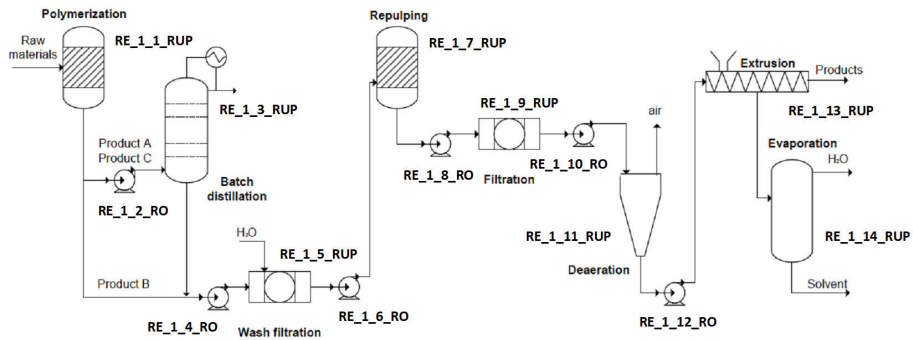 Polymerization
Raw
materials
RE_1_1_RUP
RE_1_3_RUP
Product A
Product C
RE_1_2_RO
Batch
distillation
H₂O
RE_1_5_RUP
Product B
RE_1_4_RO
Wash filtration
RE_1_6_RO
Repulping
RE_1_7_RUP
RE_1_9_RUP
RE_1_8_RO
Filtration
RE_1_10_RO
air
RE_1_11_RUP
Deaeration
RE_1_12_RO
Extrusion
Products
RE_1_13_RUP
Evaporation
H₂O
RE_1_14_RUP
Solvent